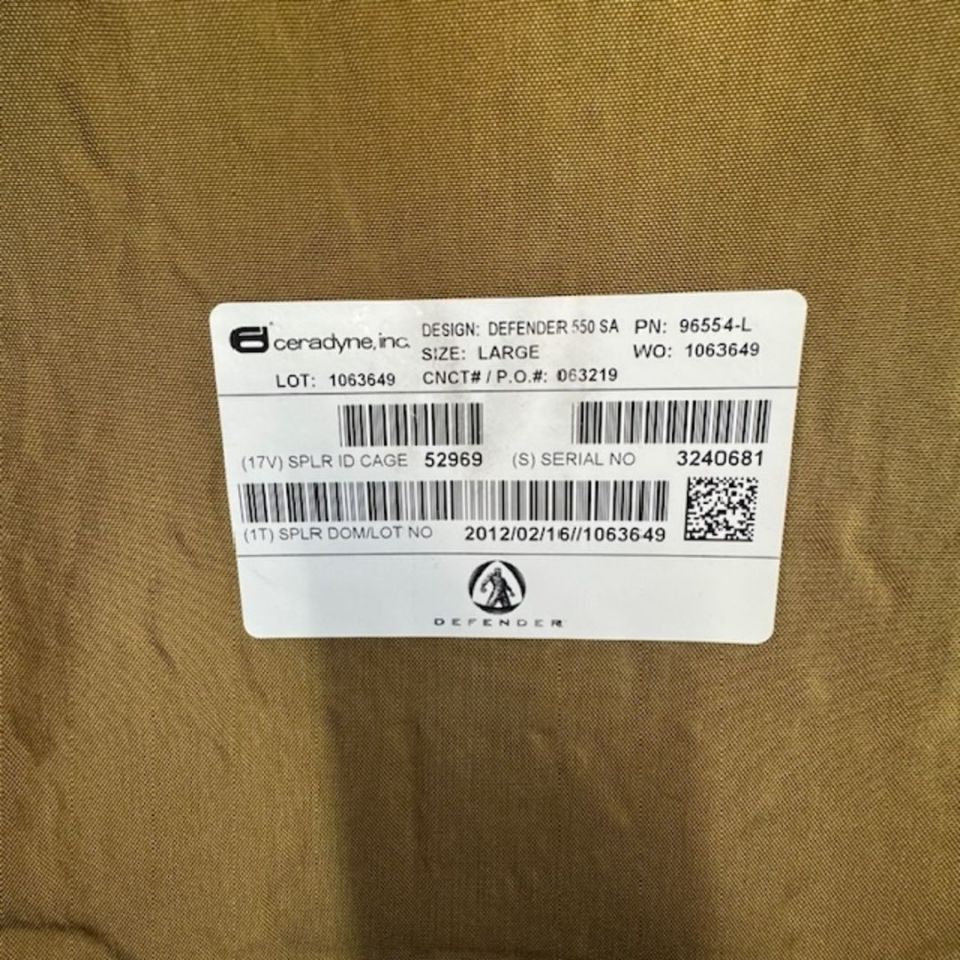 ceradyne, inc. DESIGN: DEFENDER 550 SA PN: 96554-L
SIZE: LARGE WO: 1063649
LOT: 1063649 CNCT# / P.O.#: 063219
(17V) SPLR ID CAGE 52969 (S) SERIAL NO 3240681
(1T) SPLR DOM/LOT NO 2012/02/16//1063649
DEFENDER